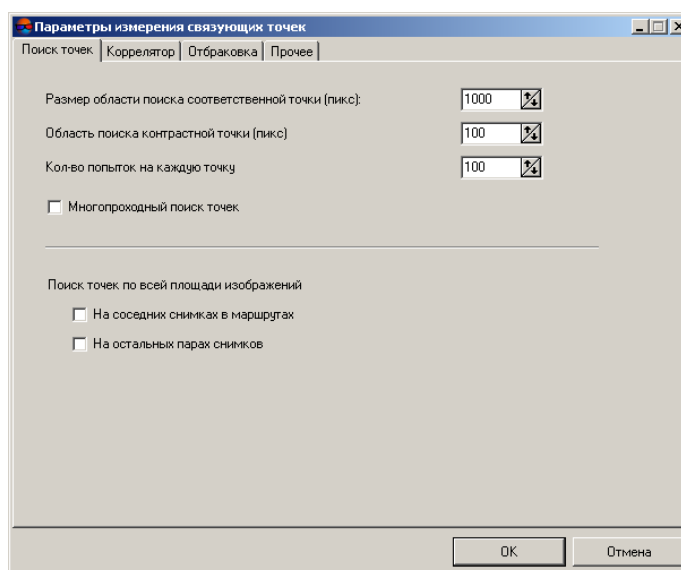 Параметры измерения связующих точек
Поиск точек Коррелятор Отбраковка Прочее
Размер области поиска соответственной точки (пикс): 1000
Область поиска контрастной точки (пикс) 100
Кол-во попыток на каждую точку 100
Многопроходный поиск точек
Поиск точек по всей площади изображений
На соседних снимках в маршрутах
На остальных парах снимков
OK Отмена